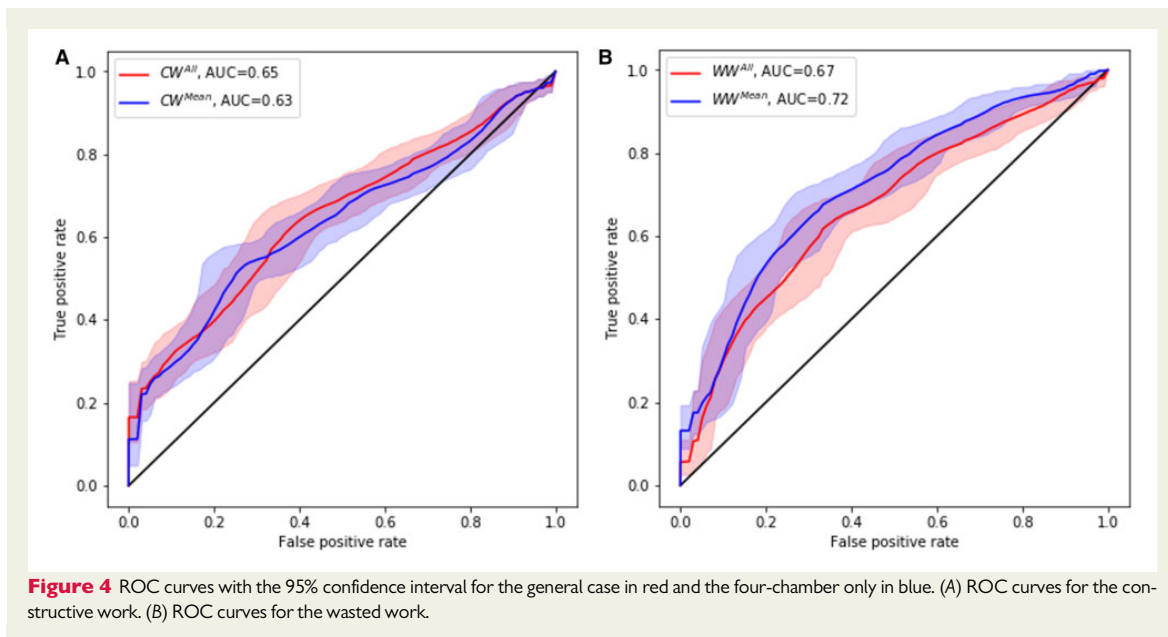 A
CW^All, AUC=0.65
CW^Mean, AUC=0.63
1.0
0.8
0.6
0.4
0.2
0.0
True positive rate
0.0 0.2 0.4 0.6 0.8 1.0
False positive rate
B
WW^All, AUC=0.67
WW^Mean, AUC=0.72
1.0
0.8
0.6
0.4
0.2
0.0
True positive rate
0.0 0.2 0.4 0.6 0.8 1.0
False positive rate
Figure 4 ROC curves with the 95% confidence interval for the general case in red and the four-chamber only in blue. (A) ROC curves for the con-
structive work. (B) ROC curves for the wasted work.